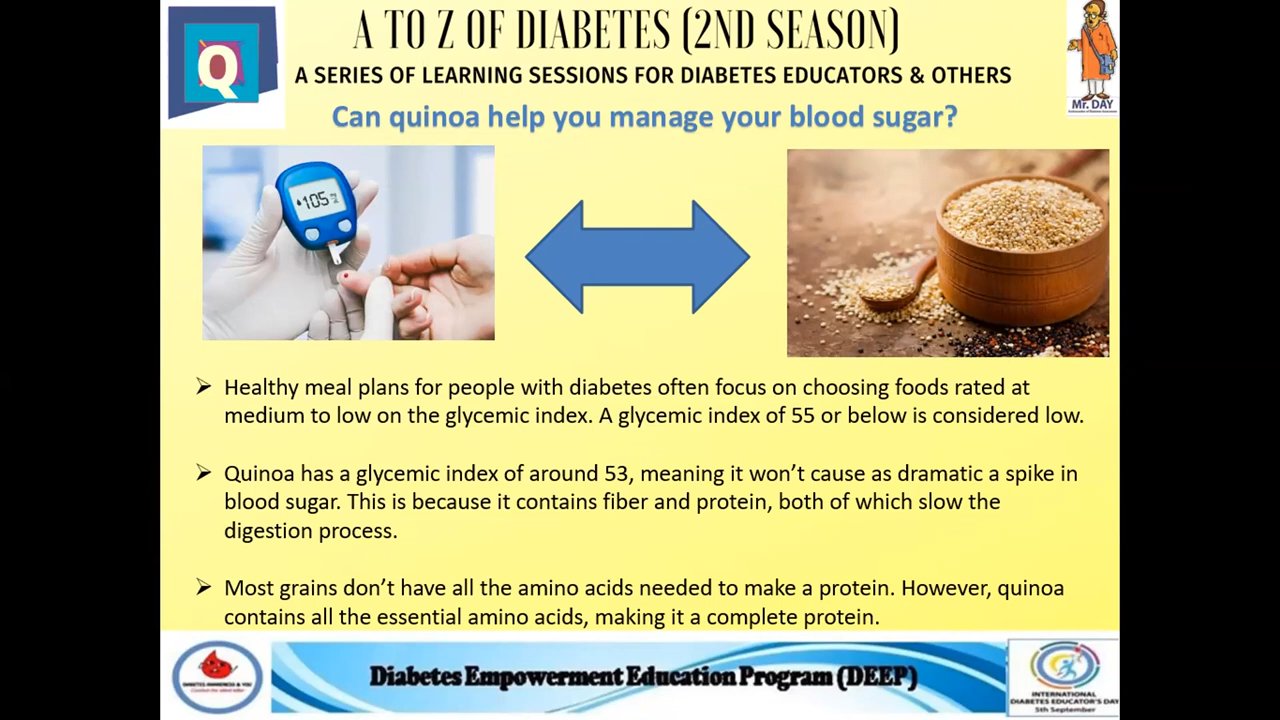 A TO Z OF DIABETES (2ND SEASON)
Q
A SERIES OF LEARNING SESSIONS FOR DIABETES EDUCATORS & OTHERS
Mr. DAY
Can quinoa help you manage your blood sugar?
105
➢ Healthy meal plans for people with diabetes often focus on choosing foods rated at
medium to low on the glycemic index. A glycemic index of 55 or below is considered low.
➢ Quinoa has a glycemic index of around 53, meaning it won’t cause as dramatic a spike in
blood sugar. This is because it contains fiber and protein, both of which slow the
digestion process.
➢ Most grains don’t have all the amino acids needed to make a protein. However, quinoa
contains all the essential amino acids, making it a complete protein.
DIABETES AWARENESS & YOU
Diabetes Empowerment Education Program (DEEP)
INTERNATIONAL
DIABETES EDUCATOR'S DAY
5th September